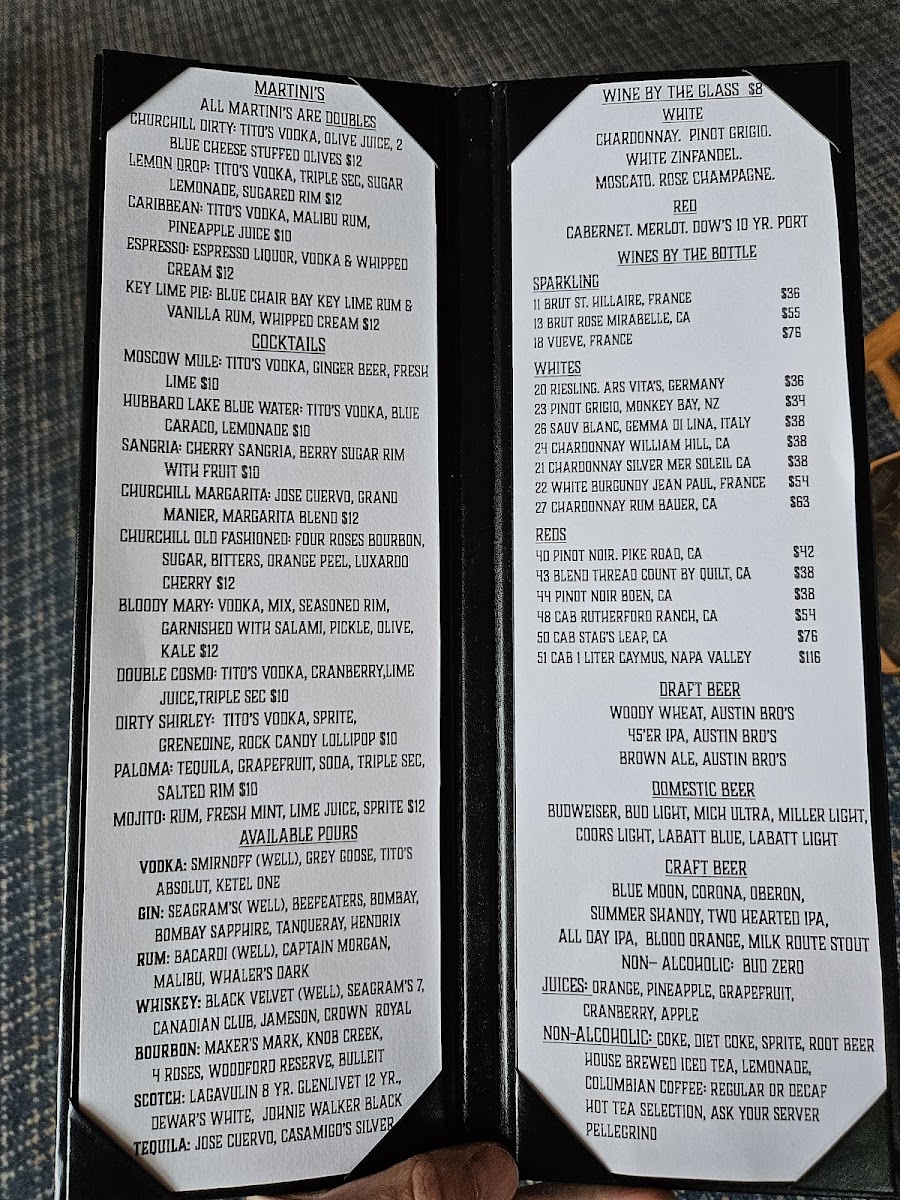 MARTINI'S
ALL MARTINI'S ARE DOUBLES
CHURCHILL DIRTY: TITO'S VODKA, OLIVE JUICE, 2
BLUE CHEESE STUFFED OLIVES $12
LEMON DROP: TITO'S VODKA, TRIPLE SEC, SUGAR
LEMONADE, SUGARED RIM $12
CARIBBEAN: TITO'S VODKA, MALIBU RUM,
PINEAPPLE JUICE $10
ESPRESSO: ESPRESSO LIQUOR, VODKA & WHIPPED
CREAM $12
KEY LIME PIE: BLUE CHAIR BAY KEY LIME RUM &
VANILLA RUM, WHIPPED CREAM $12
COCKTAILS
MOSCOW MULE: TITO'S VODKA, GINGER BEER, FRESH
LIME $10
HUBBARD LAKE BLUE WATER: TITO'S VODKA, BLUE
CARACO, LEMONADE $10
SANGRIA: CHERRY SANGRIA, BERRY SUGAR RIM
WITH FRUIT $10
CHURCHILL MARGARITA: JOSE CUERVO, GRAND
MANIER, MARGARITA BLEND $12
CHURCHILL OLD FASHIONED: FOUR ROSES BOURBON,
SUGAR, BITTERS, ORANGE PEEL, LUXARDO
CHERRY $12
BLOODY MARY: VODKA, MIX, SEASONED RIM,
GARNISHED WITH SALAMI, PICKLE, OLIVE,
KALE $12
DOUBLE COSMO: TITO'S VODKA, CRANBERRY,LIME
JUICE,TRIPLE SEC $10
DIRTY SHIRLEY: TITO'S VODKA, SPRITE,
GRENEDINE, ROCK CANDY LOLLIPOP $10
PALOMA: TEQUILA, GRAPEFRUIT, SODA, TRIPLE SEC,
SALTED RIM $10
MOJITO: RUM, FRESH MINT, LIME JUICE, SPRITE $12
AVAILABLE POURS
VODKA: SMIRNOFF (WELL), GREY GOOSE, TITO'S
ABSOLUT, KETEL ONE
GIN: SEAGRAM'S( WELL), BEEFEATERS, BOMBAY,
BOMBAY SAPPHIRE, TANQUERAY, HENDRIX
RUM: BACARDI (WELL), CAPTAIN MORGAN,
MALIBU, WHALER'S DARK
WHISKEY: BLACK VELVET (WELL), SEAGRAM'S 7,
CANADIAN CLUB, JAMESON, CROWN ROYAL
BOURBON: MAKER'S MARK, KNOB CREEK,
4 ROSES, WOODFORD RESERVE, BULLEIT
SCOTCH: LAGAVULIN 8 YR. GLENLIVET 12 YR.,
DEWAR'S WHITE, JOHNIE WALKER BLACK
TEQUILA: JOSE CUERVO, CASAMIGO'S SILVER
WINE BY THE GLASS $8
WHITE
CHARDONNAY. PINOT GRIGIO.
WHITE ZINFANDEL.
MOSCATO. ROSE CHAMPAGNE.
RED
CABERNET. MERLOT. DOW'S 10 YR. PORT
WINES BY THE BOTTLE
SPARKLING
11 BRUT ST. HILLAIRE, FRANCE $36
13 BRUT ROSE MIRABELLE, CA $55
18 VUEVE, FRANCE $76
WHITES
20 RIESLING. ARS VITA'S, GERMANY $36
23 PINOT GRIGIO, MONKEY BAY, NZ $34
26 SAUV BLANC, GEMMA DI LINA, ITALY $38
24 CHARDONNAY WILLIAM HILL, CA $38
21 CHARDONNAY SILVER MER SOLEIL CA $38
22 WHITE BURGUNDY JEAN PAUL, FRANCE $54
27 CHARDONNAY RUM BAUER, CA $63
REDS
40 PINOT NOIR. PIKE ROAD, CA $42
43 BLEND THREAD COUNT BY QUILT, CA $38
44 PINOT NOIR BOEN, CA $38
48 CAB RUTHERFORD RANCH, CA $54
50 CAB STAG'S LEAP, CA $76
51 CAB 1 LITER CAYMUS, NAPA VALLEY $116
DRAFT BEER
WOODY WHEAT, AUSTIN BRO'S
45'ER IPA, AUSTIN BRO'S
BROWN ALE, AUSTIN BRO'S
DOMESTIC BEER
BUDWEISER, BUD LIGHT, MICH ULTRA, MILLER LIGHT,
COORS LIGHT, LABATT BLUE, LABATT LIGHT
CRAFT BEER
BLUE MOON, CORONA, OBERON,
SUMMER SHANDY, TWO HEARTED IPA,
ALL DAY IPA, BLOOD ORANGE, MILK ROUTE STOUT
NON- ALCOHOLIC: BUD ZERO
JUICES: ORANGE, PINEAPPLE, GRAPEFRUIT,
CRANBERRY, APPLE
NON-ALCOHOLIC: COKE, DIET COKE, SPRITE, ROOT BEER
HOUSE BREWED ICED TEA, LEMONADE,
COLUMBIAN COFFEE: REGULAR OR DECAF
HOT TEA SELECTION, ASK YOUR SERVER
PELLEGRINO